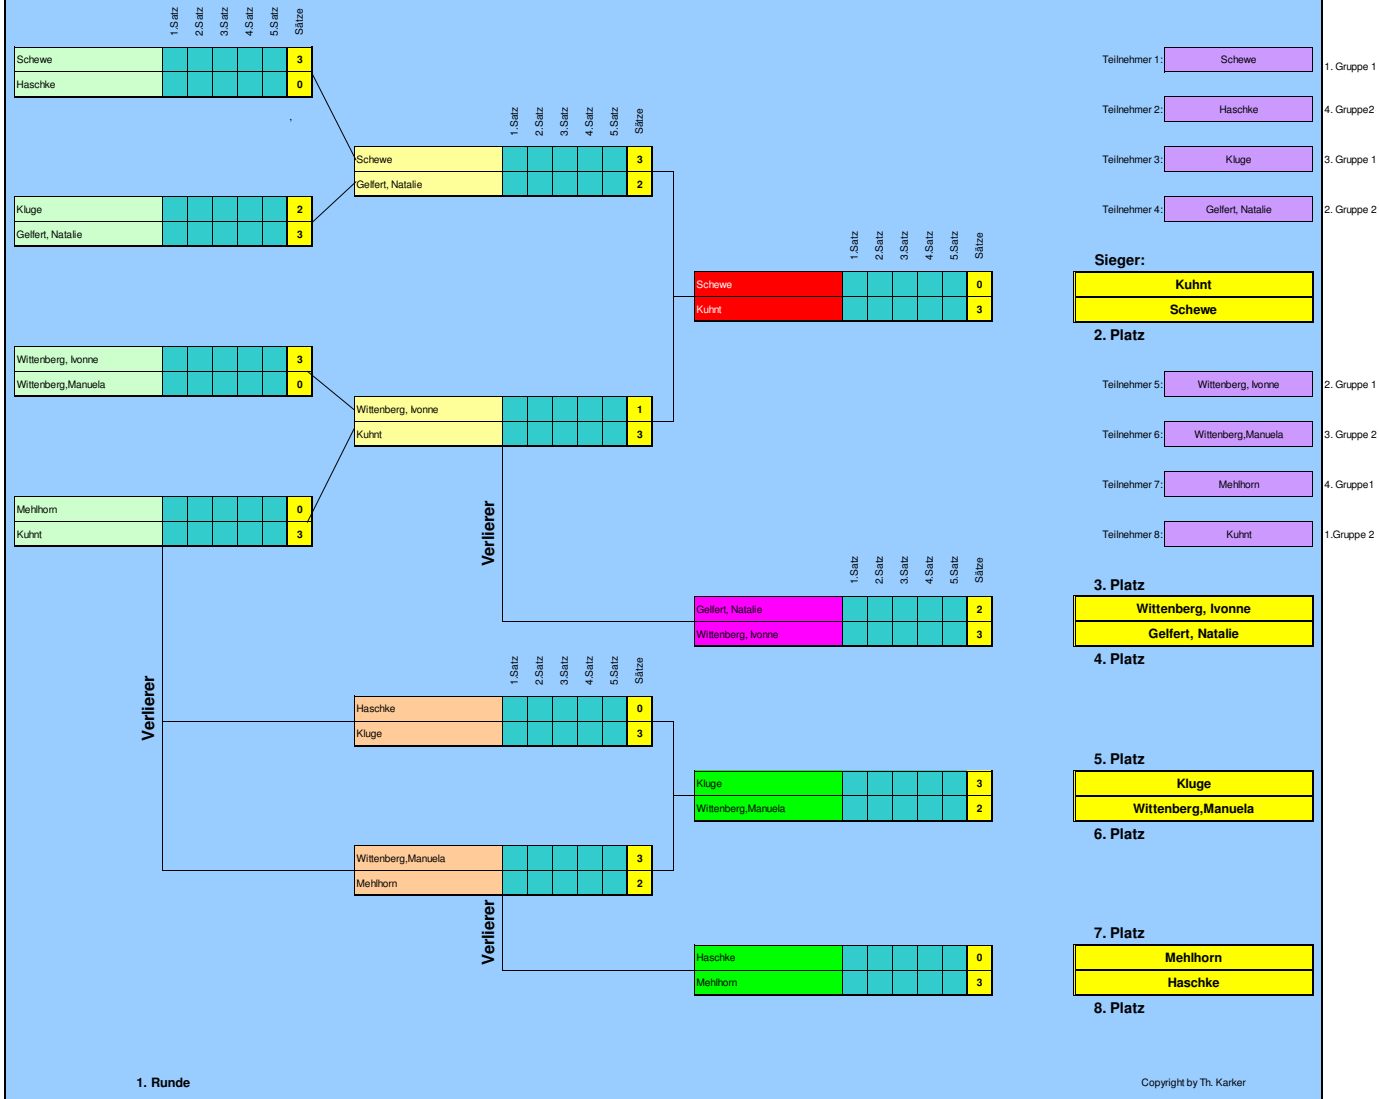 1.Satz 2.Satz 3.Satz 4.Satz 5.Satz Sätze
Schewe 3
Haschke 0
,
Kluge 2
Gelfert, Natalie 3
Wittenberg, Ivonne 3
Wittenberg,Manuela 0
Mehlhorn 0
Kuhnt 3
Verlierer
1.Satz 2.Satz 3.Satz 4.Satz 5.Satz Sätze
Schewe 3
Gelfert, Natalie 2
Wittenberg, Ivonne 1
Kuhnt 3
Verlierer
1.Satz 2.Satz 3.Satz 4.Satz 5.Satz Sätze
Haschke 0
Kluge 3
Wittenberg,Manuela 3
Mehlhorn 2
Verlierer
1.Satz 2.Satz 3.Satz 4.Satz 5.Satz Sätze
Schewe 0
Kuhnt 3
1.Satz 2.Satz 3.Satz 4.Satz 5.Satz Sätze
Gelfert, Natalie 2
Wittenberg, Ivonne 3
Kluge 3
Wittenberg,Manuela 2
Haschke 0
Mehlhorn 3
Teilnehmer 1: Schewe 1. Gruppe 1
Teilnehmer 2: Haschke 4. Gruppe2
Teilnehmer 3: Kluge 3. Gruppe 1
Teilnehmer 4: Gelfert, Natalie 2. Gruppe 2
Sieger:
Kuhnt
Schewe
2. Platz
Teilnehmer 5: Wittenberg, Ivonne 2. Gruppe 1
Teilnehmer 6: Wittenberg,Manuela 3. Gruppe 2
Teilnehmer 7: Mehlhorn 4. Gruppe1
Teilnehmer 8: Kuhnt 1.Gruppe 2
3. Platz
Wittenberg, Ivonne
Gelfert, Natalie
4. Platz
5. Platz
Kluge
Wittenberg,Manuela
6. Platz
7. Platz
Mehlhorn
Haschke
8. Platz
1. Runde
Copyright by Th. Karker